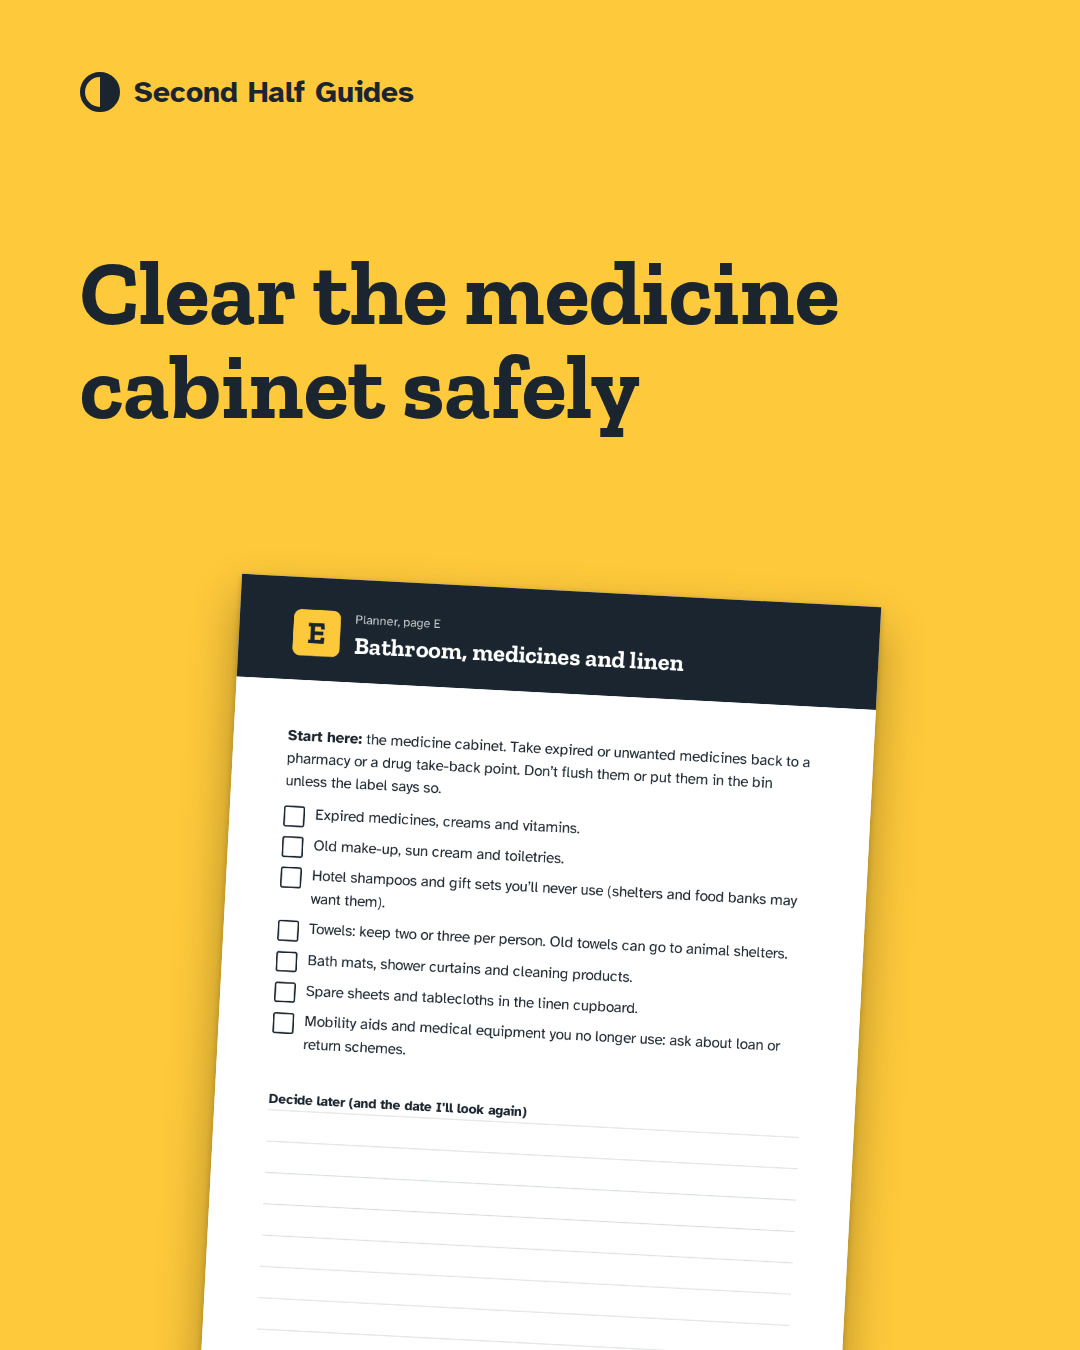 Second Half Guides
Clear the medicine
cabinet safely
E
Planner, page E
Bathroom, medicines and linen
Start here: the medicine cabinet. Take expired or unwanted medicines back to a
pharmacy or a drug take-back point. Don’t flush them or put them in the bin
unless the label says so.
Expired medicines, creams and vitamins.
Old make-up, sun cream and toiletries.
Hotel shampoos and gift sets you’ll never use (shelters and food banks may
want them).
Towels: keep two or three per person. Old towels can go to animal shelters.
Bath mats, shower curtains and cleaning products.
Spare sheets and tablecloths in the linen cupboard.
Mobility aids and medical equipment you no longer use: ask about loan or
return schemes.
Decide later (and the date I'll look again)